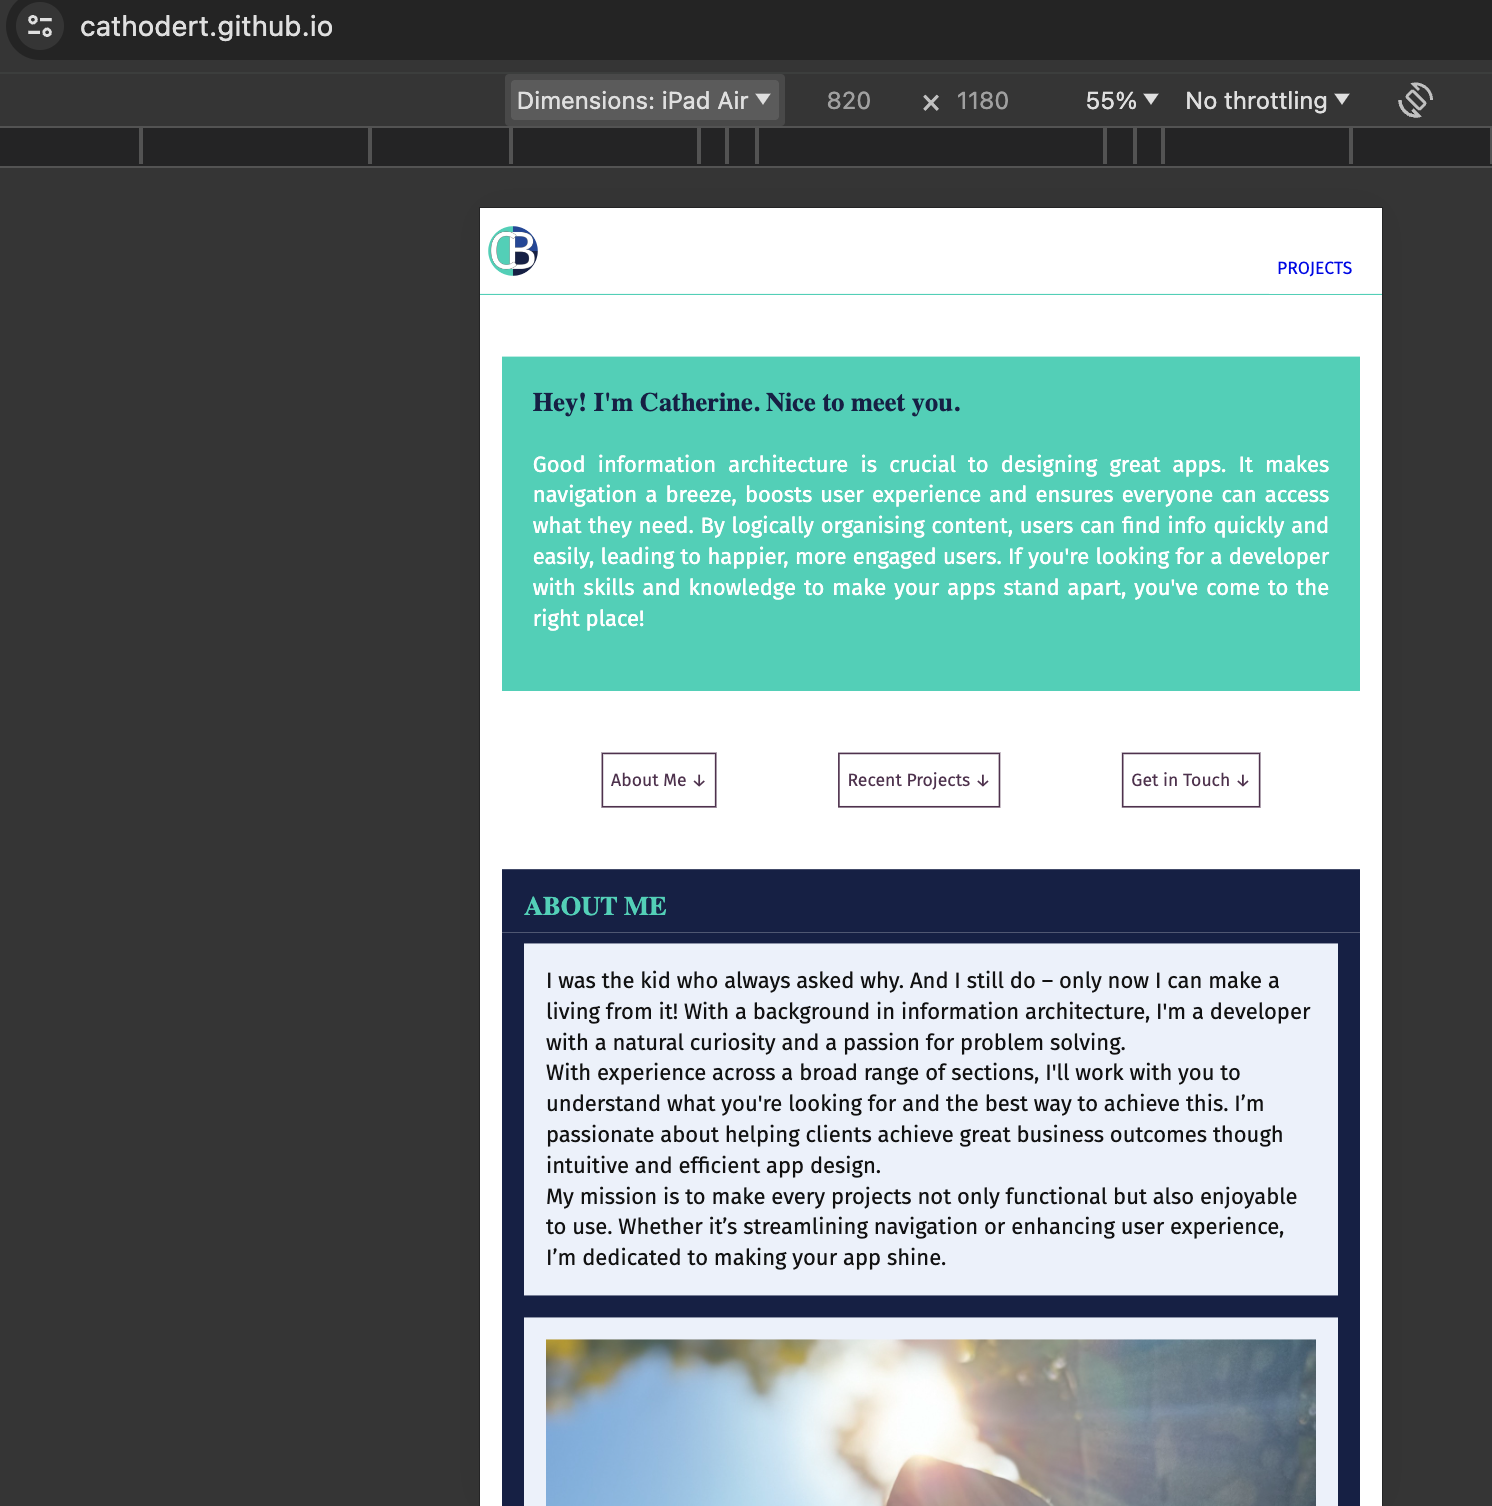 cathodert.github.io
Dimensions: iPad Air 820 × 1180 55% No throttling
CB
PROJECTS
Hey! I'm Catherine. Nice to meet you.
Good information architecture is crucial to designing great apps. It makes
navigation a breeze, boosts user experience and ensures everyone can access
what they need. By logically organising content, users can find info quickly and
easily, leading to happier, more engaged users. If you're looking for a developer
with skills and knowledge to make your apps stand apart, you've come to the
right place!
About Me ↓ Recent Projects ↓ Get in Touch ↓
ABOUT ME
I was the kid who always asked why. And I still do – only now I can make a
living from it! With a background in information architecture, I'm a developer
with a natural curiosity and a passion for problem solving.
With experience across a broad range of sections, I'll work with you to
understand what you're looking for and the best way to achieve this. I’m
passionate about helping clients achieve great business outcomes though
intuitive and efficient app design.
My mission is to make every projects not only functional but also enjoyable
to use. Whether it’s streamlining navigation or enhancing user experience,
I’m dedicated to making your app shine.